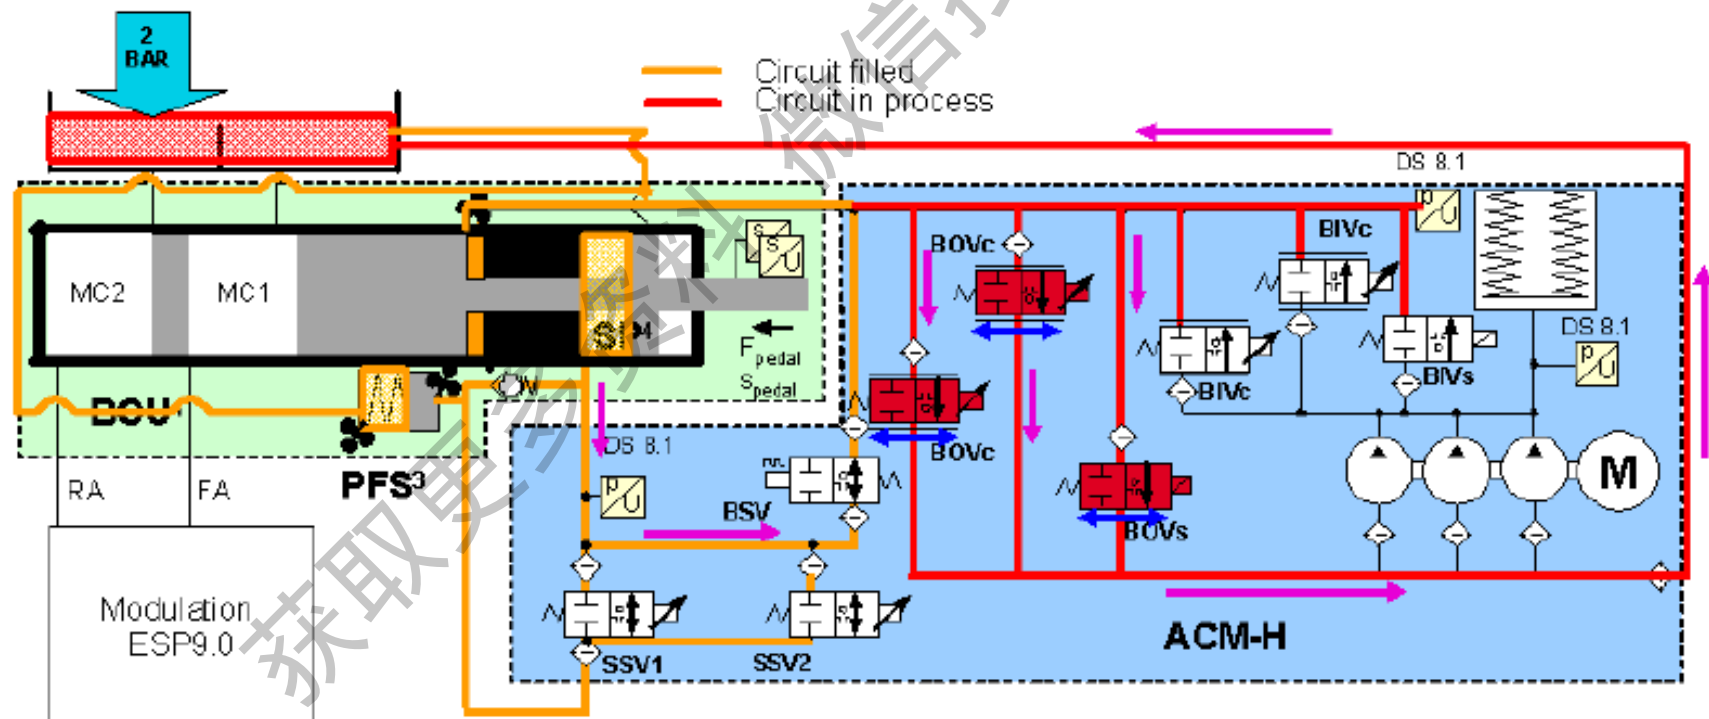 2
BAR
Circuit filled
Circuit in process
DS 8.1
P
U
S
S
U
BOVc
BIVc
MC2
MC1
DS 8.1
P
U
F pedal
S pedal
BIVs
BIVc
BOVc
DS 8.1
P
U
PFS³
RA
FA
BSV
BOVs
Modulation
ESP9.0
SSV1
SSV2
ACM-H
M
获取更多资料 微信搜